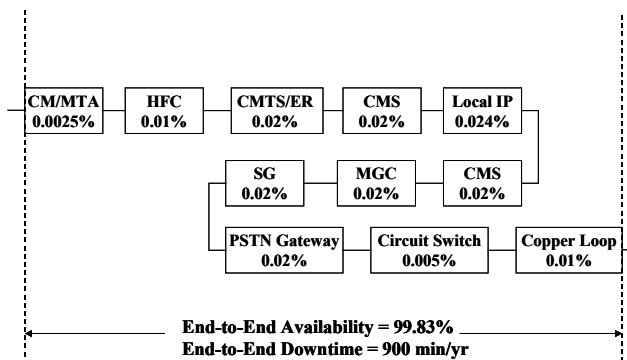 CM/MTA
0.0025%
HFC
0.01%
CMTS/ER
0.02%
CMS
0.02%
Local IP
0.024%
SG
0.02%
MGC
0.02%
CMS
0.02%
PSTN Gateway
0.02%
Circuit Switch
0.005%
Copper Loop
0.01%
End-to-End Availability = 99.83%
End-to-End Downtime = 900 min/yr